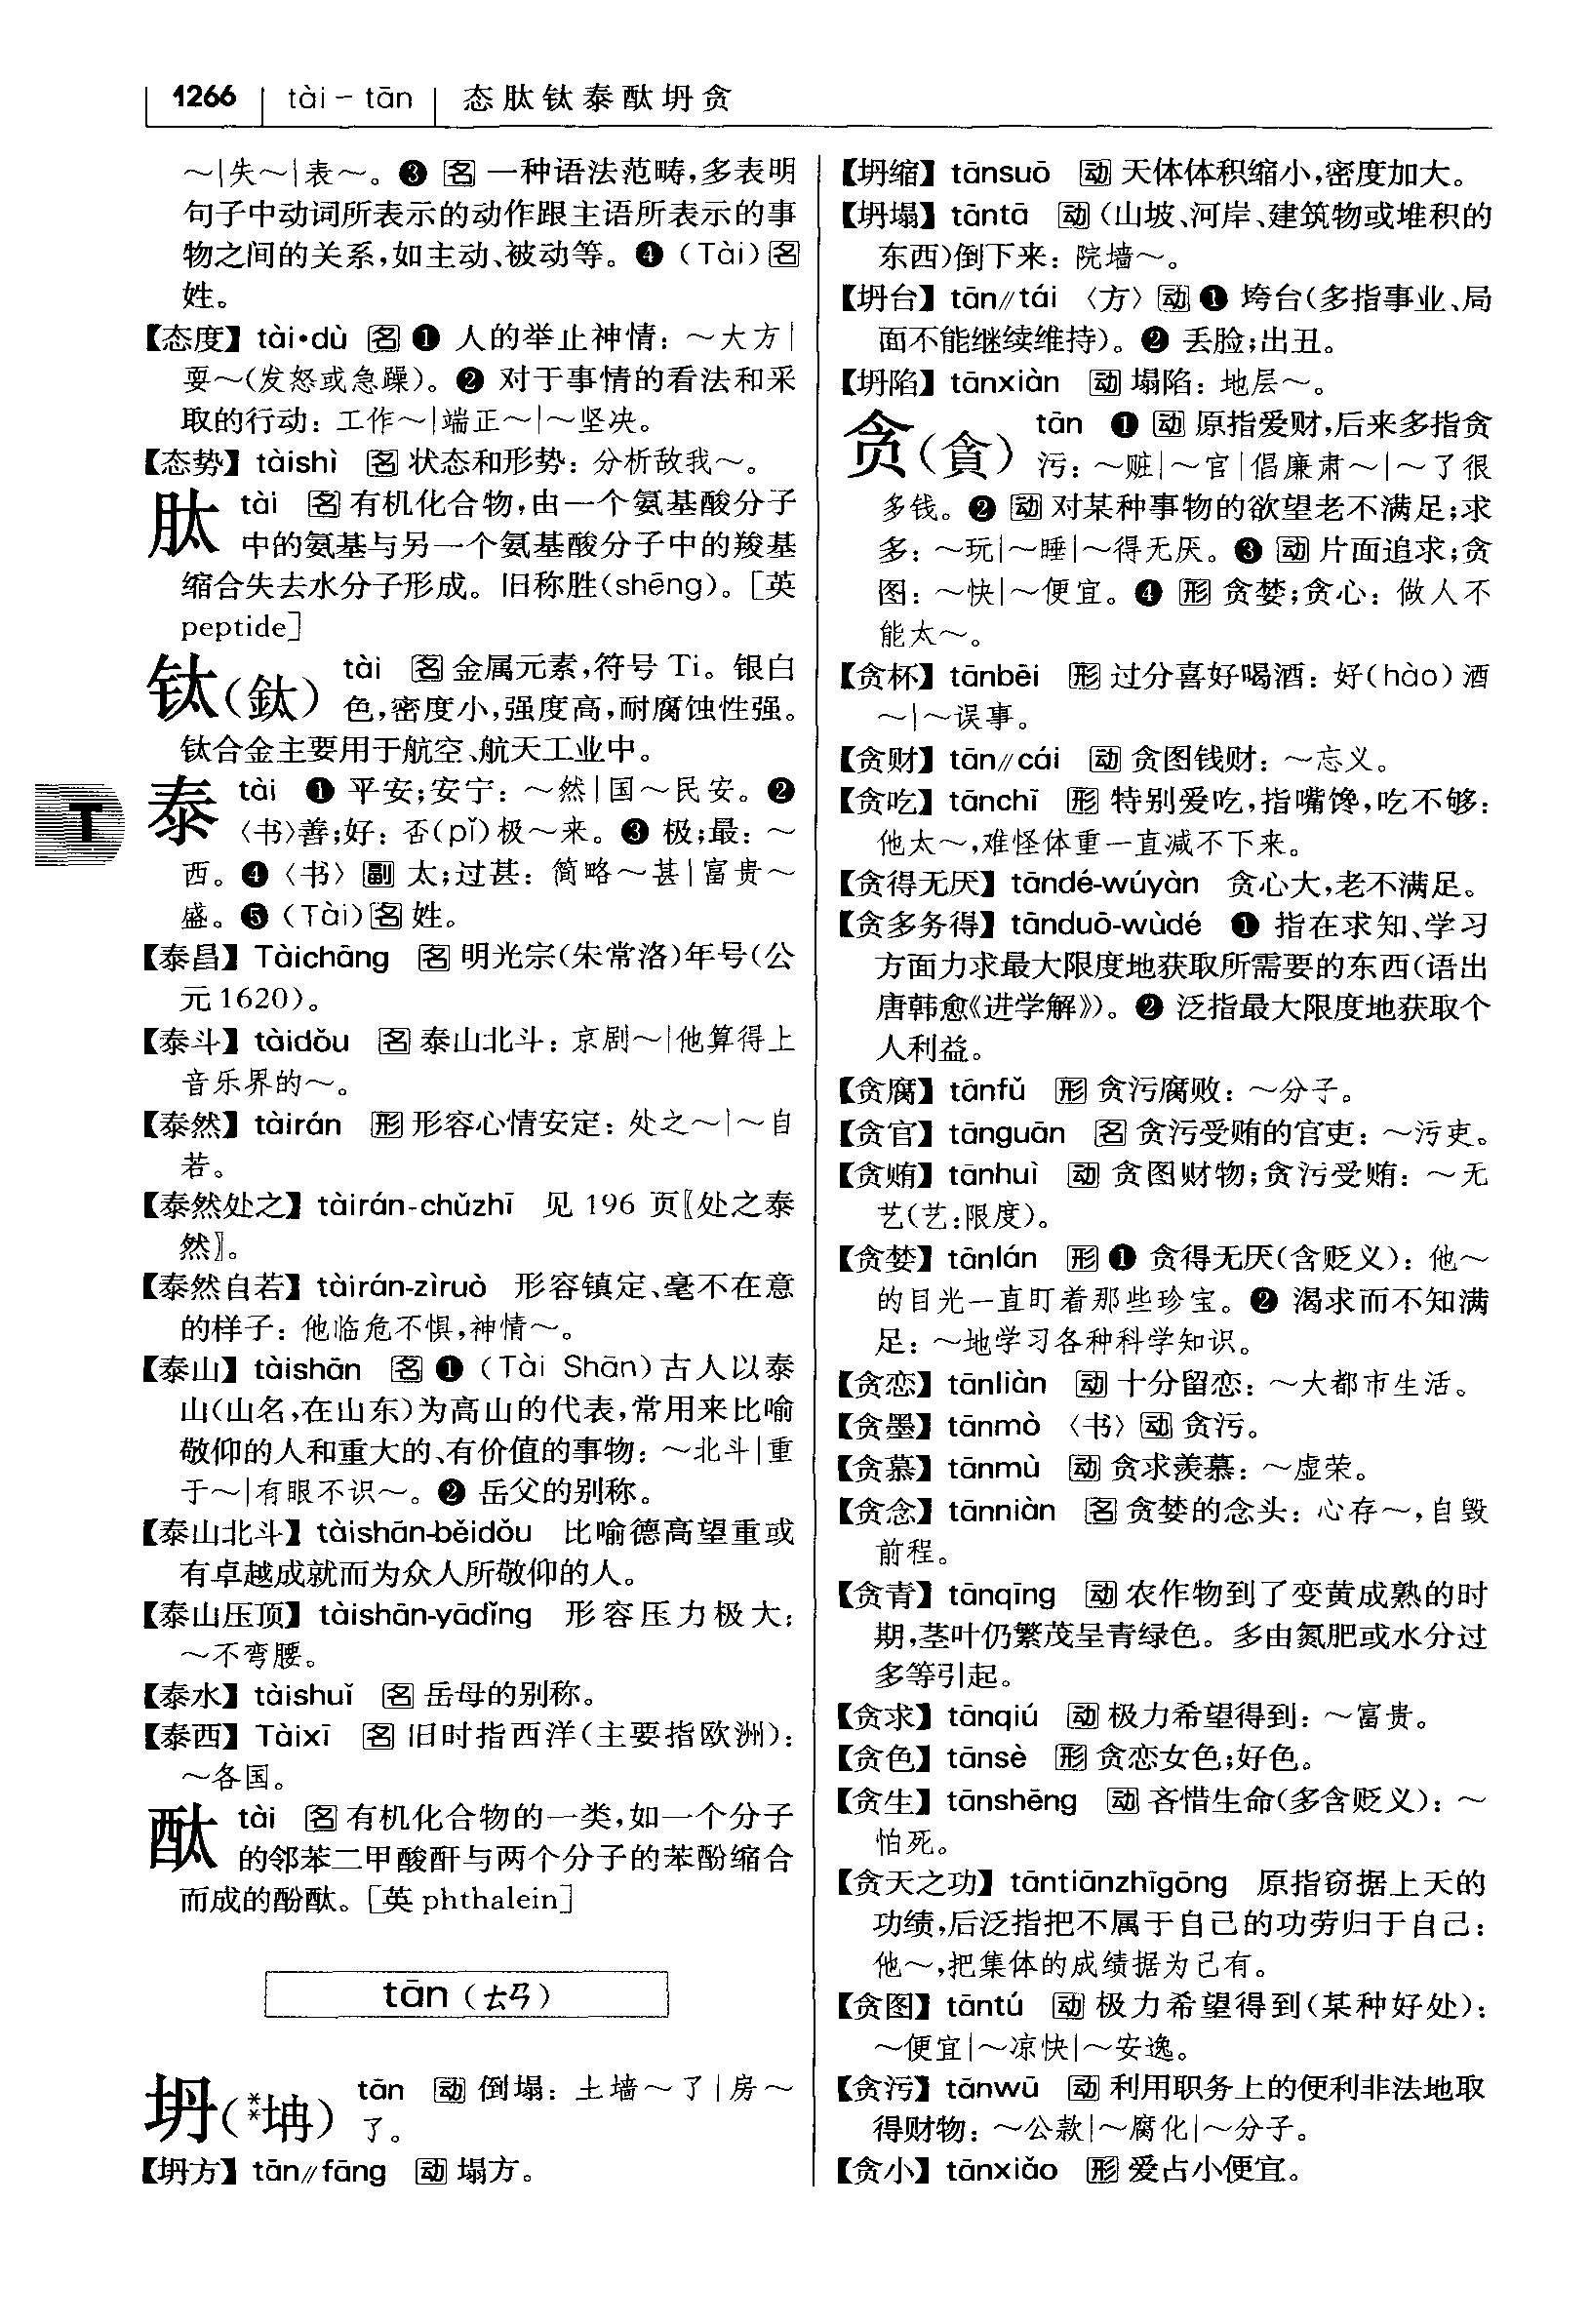 1266 tài－tān 态肽钛泰酞坍贪
～|失～|表～。❸ 名 一种语法范畴,多表明
句子中动词所表示的动作跟主语所表示的事
物之间的关系,如主动、被动等。❹ (Tài) 名
姓。
【态度】 tài•dù 名 ❶ 人的举止神情：～大方|
耍～(发怒或急躁)。❷ 对于事情的看法和采
取的行动：工作～|端正～|～坚决。
【态势】 tàishì 名 状态和形势：分析敌我～。
肽 tài 名 有机化合物,由一个氨基酸分子
中的氨基与另一个氨基酸分子中的羧基
缩合失去水分子形成。旧称胜(shēng)。[英
peptide]
钛(鈦) tài 名 金属元素,符号 Ti。银白
色,密度小,强度高,耐腐蚀性强。
钛合金主要用于航空、航天工业中。
T
泰 tài ❶ 平安;安宁：～然|国～民安。❷
〈书〉善;好：否(pǐ)极～来。❸ 极;最：～
西。❹〈书〉副 太;过甚：简略～甚|富贵～
盛。❺ (Tài) 名 姓。
【泰昌】 Tàichāng 名 明光宗(朱常洛)年号(公
元 1620)。
【泰斗】 tàidǒu 名 泰山北斗：京剧～|他算得上
音乐界的～。
【泰然】 tàirán 形 形容心情安定：处之～|～自
若。
【泰然处之】 tàirán-chǔzhī 见 196 页〖处之泰
然〗。
【泰然自若】 tàirán-zìruò 形容镇定、毫不在意
的样子：他临危不惧,神情～。
【泰山】 tàishān 名 ❶ (Tài Shān) 古人以泰
山(山名,在山东)为高山的代表,常用来比喻
敬仰的人和重大的、有价值的事物：～北斗|重
于～|有眼不识～。❷ 岳父的别称。
【泰山北斗】 tàishān-běidǒu 比喻德高望重或
有卓越成就而为众人所敬仰的人。
【泰山压顶】 tàishān-yādǐng 形容压力极大：
～不弯腰。
【泰水】 tàishuǐ 名 岳母的别称。
【泰西】 Tàixī 名 旧时指西洋(主要指欧洲)：
～各国。
酞 tài 名 有机化合物的一类,如一个分子
的邻苯二甲酸酐与两个分子的苯酚缩合
而成的酚酞。[英 phthalein]
tān (ㄊㄢ)
坍(**坤) tān 动 倒塌：土墙～了|房～
了。
【坍方】 tān//fāng 动 塌方。
【坍缩】 tānsuō 动 天体体积缩小,密度加大。
【坍塌】 tāntā 动 (山坡、河岸、建筑物或堆积的
东西)倒下来：院墙～。
【坍台】 tān//tái 〈方〉动 ❶ 垮台(多指事业、局
面不能继续维持)。❷ 丢脸;出丑。
【坍陷】 tānxiàn 动 塌陷：地层～。
贪(貪) tān ❶ 动 原指爱财,后来多指贪
污：～赃|～官|倡廉肃～|～了很
多钱。❷ 动 对某种事物的欲望老不满足;求
多：～玩|～睡|～得无厌。❸ 动 片面追求;贪
图：～快|～便宜。❹ 形 贪婪;贪心：做人不
能太～。
【贪杯】 tānbēi 形 过分喜好喝酒：好(hào)酒
～|～误事。
【贪财】 tān//cái 动 贪图钱财：～忘义。
【贪吃】 tānchī 形 特别爱吃,指嘴馋,吃不够：
他太～,难怪体重一直减不下来。
【贪得无厌】 tāndé-wúyàn 贪心大,老不满足。
【贪多务得】 tānduō-wùdé ❶ 指在求知、学习
方面力求最大限度地获取所需要的东西(语出
唐韩愈《进学解》)。❷ 泛指最大限度地获取个
人利益。
【贪腐】 tānfǔ 形 贪污腐败：～分子。
【贪官】 tānguān 名 贪污受贿的官吏：～污吏。
【贪贿】 tānhuì 动 贪图财物;贪污受贿：～无
艺(艺:限度)。
【贪婪】 tānlán 形 ❶ 贪得无厌(含贬义)：他～
的目光一直盯着那些珍宝。❷ 渴求而不知满
足：～地学习各种科学知识。
【贪恋】 tānliàn 动 十分留恋：～大都市生活。
【贪墨】 tānmò 〈书〉动 贪污。
【贪慕】 tānmù 动 贪求羡慕：～虚荣。
【贪念】 tānniàn 名 贪婪的念头：心存～,自毁
前程。
【贪青】 tānqīng 动 农作物到了变黄成熟的时
期,茎叶仍繁茂呈青绿色。多由氮肥或水分过
多等引起。
【贪求】 tānqiú 动 极力希望得到：～富贵。
【贪色】 tānsè 形 贪恋女色;好色。
【贪生】 tānshēng 动 吝惜生命(多含贬义)：～
怕死。
【贪天之功】 tāntiānzhīgōng 原指窃据上天的
功绩,后泛指把不属于自己的功劳归于自己：
他～,把集体的成绩据为己有。
【贪图】 tāntú 动 极力希望得到(某种好处)：
～便宜|～凉快|～安逸。
【贪污】 tānwū 动 利用职务上的便利非法地取
得财物：～公款|～腐化|～分子。
【贪小】 tānxiǎo 形 爱占小便宜。